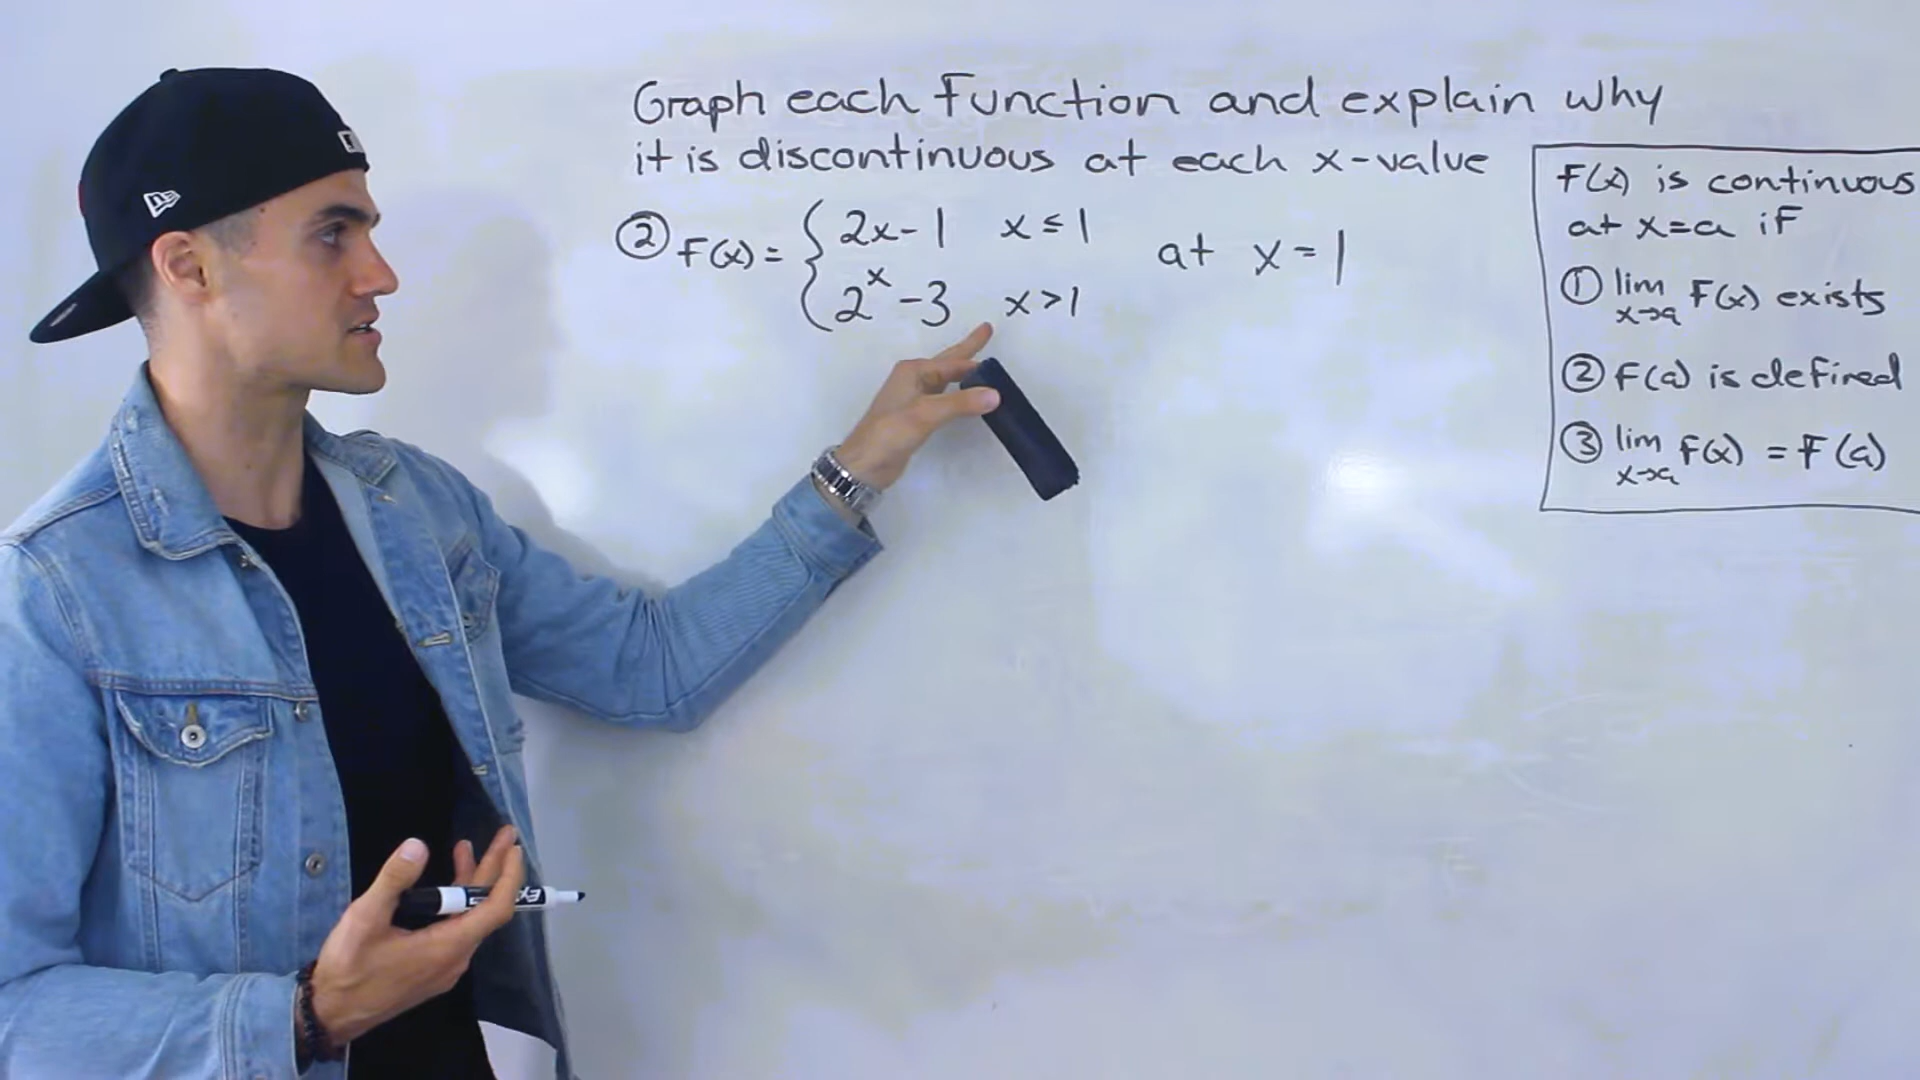 Graph each function and explain why
it is discontinuous at each x-value
② F(x) = { 2x-1 x ≤ 1
2^x -3 x > 1
at x = 1
F(x) is continuous
at x=a if
① lim x→a F(x) exists
② F(a) is defined
③ lim x→a F(x) = F(a)